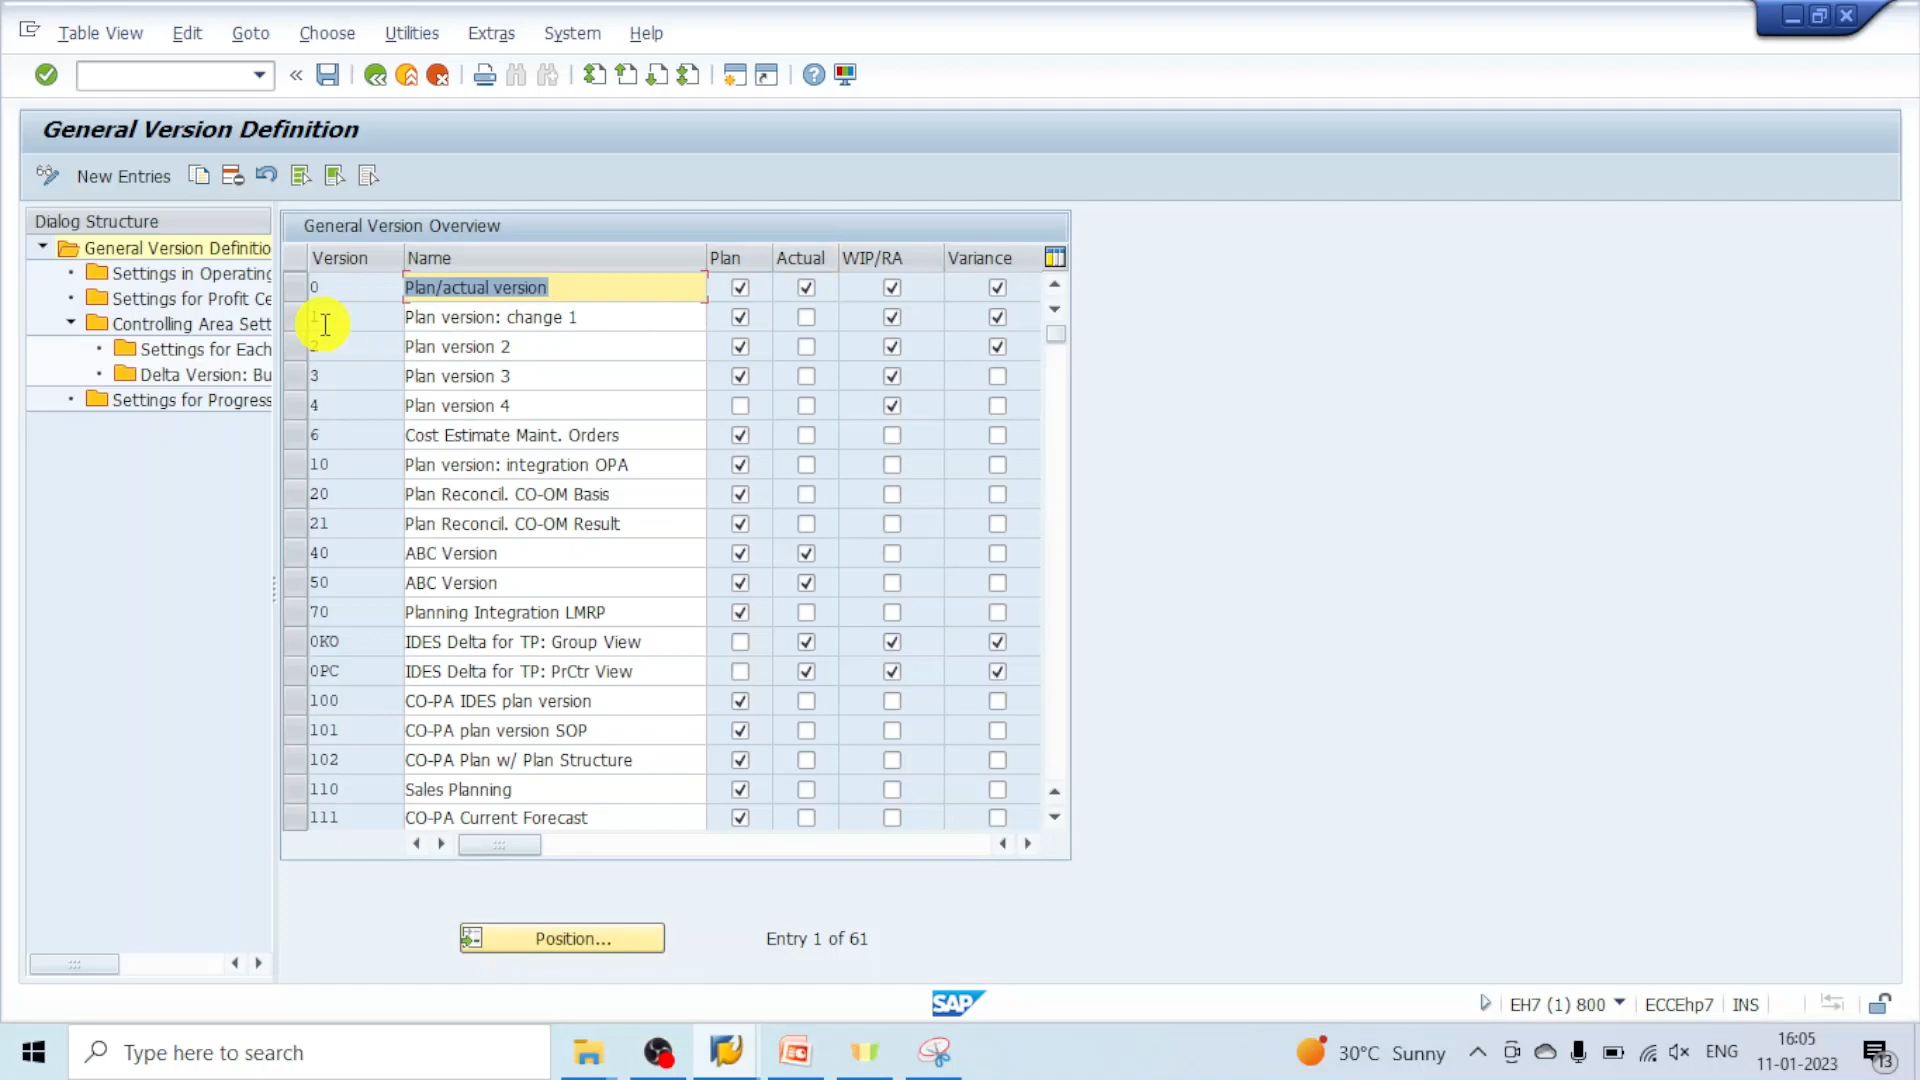 Table View Edit Goto Choose Utilities Extras System Help
General Version Definition
New Entries
Dialog Structure
General Version Definitio
Settings in Operating
Settings for Profit Ce
Controlling Area Sett
Settings for Each
Delta Version: Bu
Settings for Progress
General Version Overview
Version Name Plan Actual WIP/RA Variance
0 Plan/actual version
1 Plan version: change 1
2 Plan version 2
3 Plan version 3
4 Plan version 4
6 Cost Estimate Maint. Orders
10 Plan version: integration OPA
20 Plan Reconcil. CO-OM Basis
21 Plan Reconcil. CO-OM Result
40 ABC Version
50 ABC Version
70 Planning Integration LMRP
0KO IDES Delta for TP: Group View
0PC IDES Delta for TP: PrCtr View
100 CO-PA IDES plan version
101 CO-PA plan version SOP
102 CO-PA Plan w/ Plan Structure
110 Sales Planning
111 CO-PA Current Forecast
Position... Entry 1 of 61
SAP
EH7 (1) 800 ECCEhp7 INS
Type here to search
30°C Sunny
ENG
16:05
11-01-2023
13